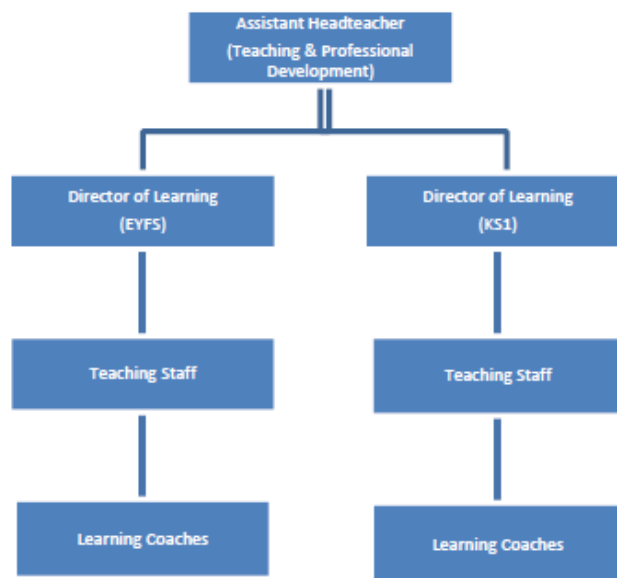 Assistant Headteacher
(Teaching & Professional
Development)
Director of Learning
(EYFS)
Director of Learning
(KS1)
Teaching Staff
Teaching Staff
Learning Coaches
Learning Coaches